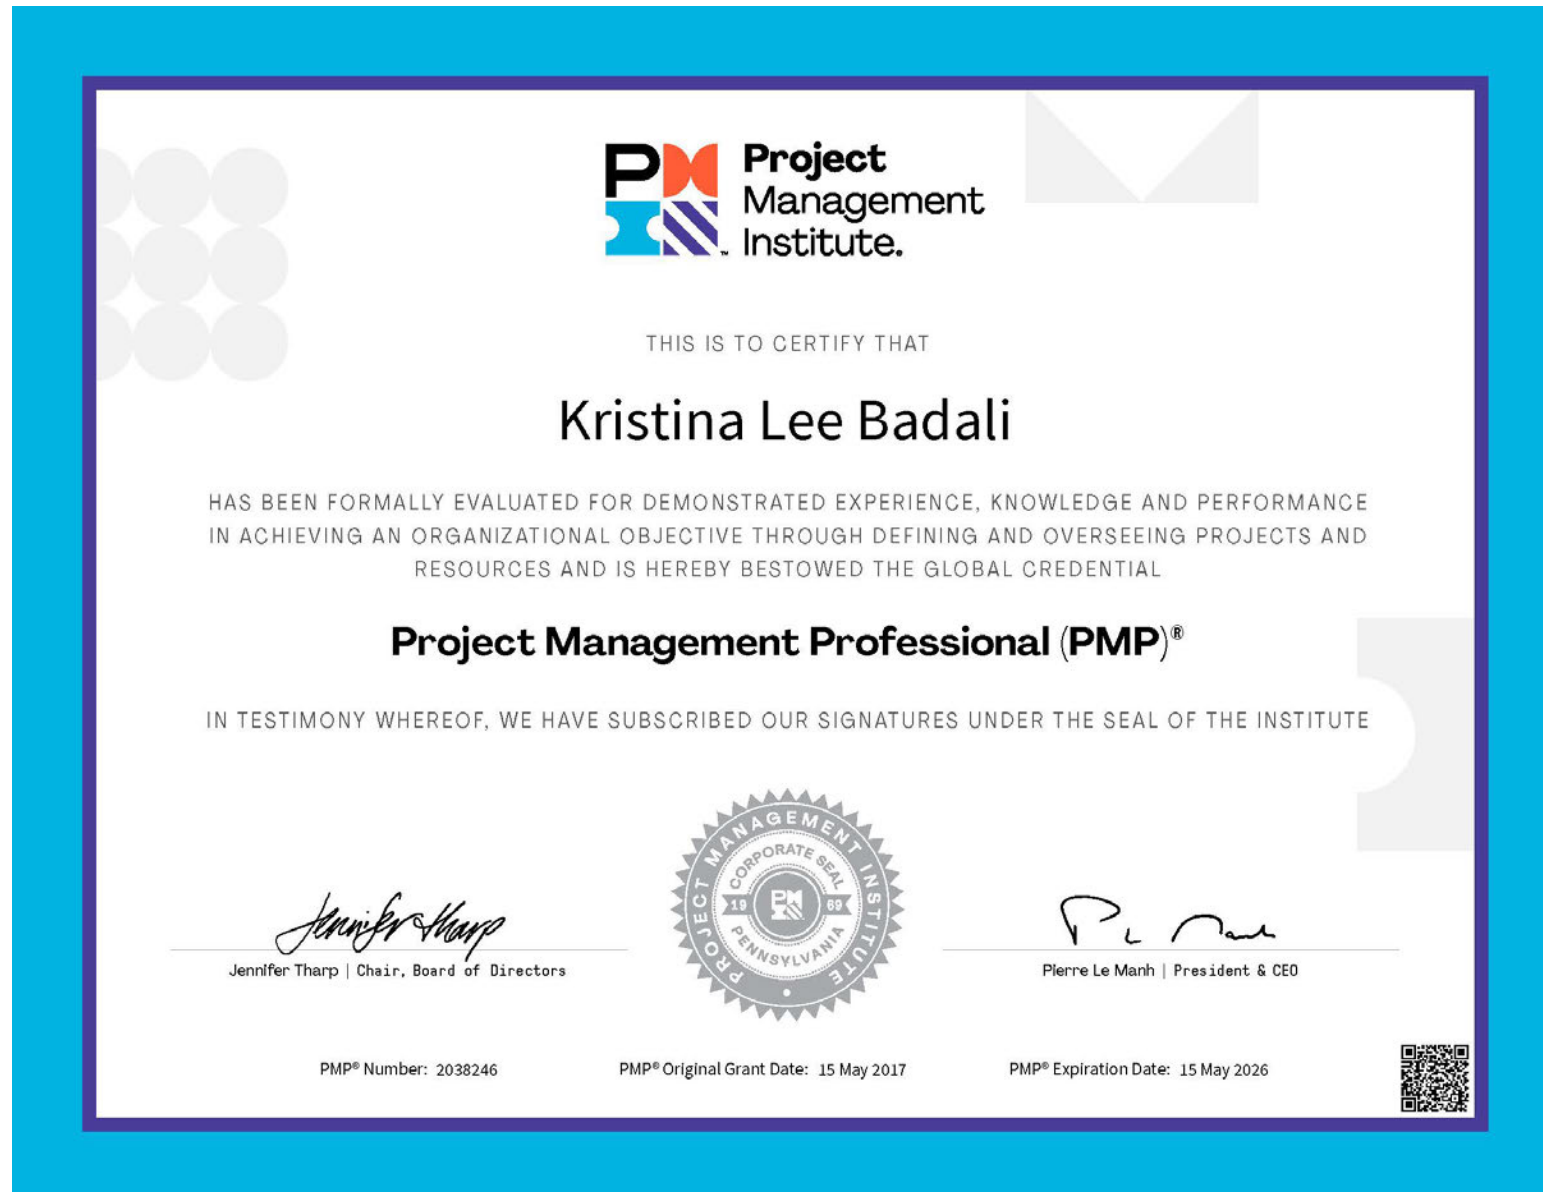 PM
Project
Management
Institute.
™
THIS IS TO CERTIFY THAT
Kristina Lee Badali
HAS BEEN FORMALLY EVALUATED FOR DEMONSTRATED EXPERIENCE, KNOWLEDGE AND PERFORMANCE
IN ACHIEVING AN ORGANIZATIONAL OBJECTIVE THROUGH DEFINING AND OVERSEEING PROJECTS AND
RESOURCES AND IS HEREBY BESTOWED THE GLOBAL CREDENTIAL
Project Management Professional (PMP)®
IN TESTIMONY WHEREOF, WE HAVE SUBSCRIBED OUR SIGNATURES UNDER THE SEAL OF THE INSTITUTE
PROJECT MANAGEMENT INSTITUTE
CORPORATE SEAL
19 PM 69
PENNSYLVANIA
Jennifer Tharp
Jennifer Tharp | Chair, Board of Directors
Pierre Le Manh | President & CEO
PMP® Number: 2038246
PMP® Original Grant Date: 15 May 2017
PMP® Expiration Date: 15 May 2026